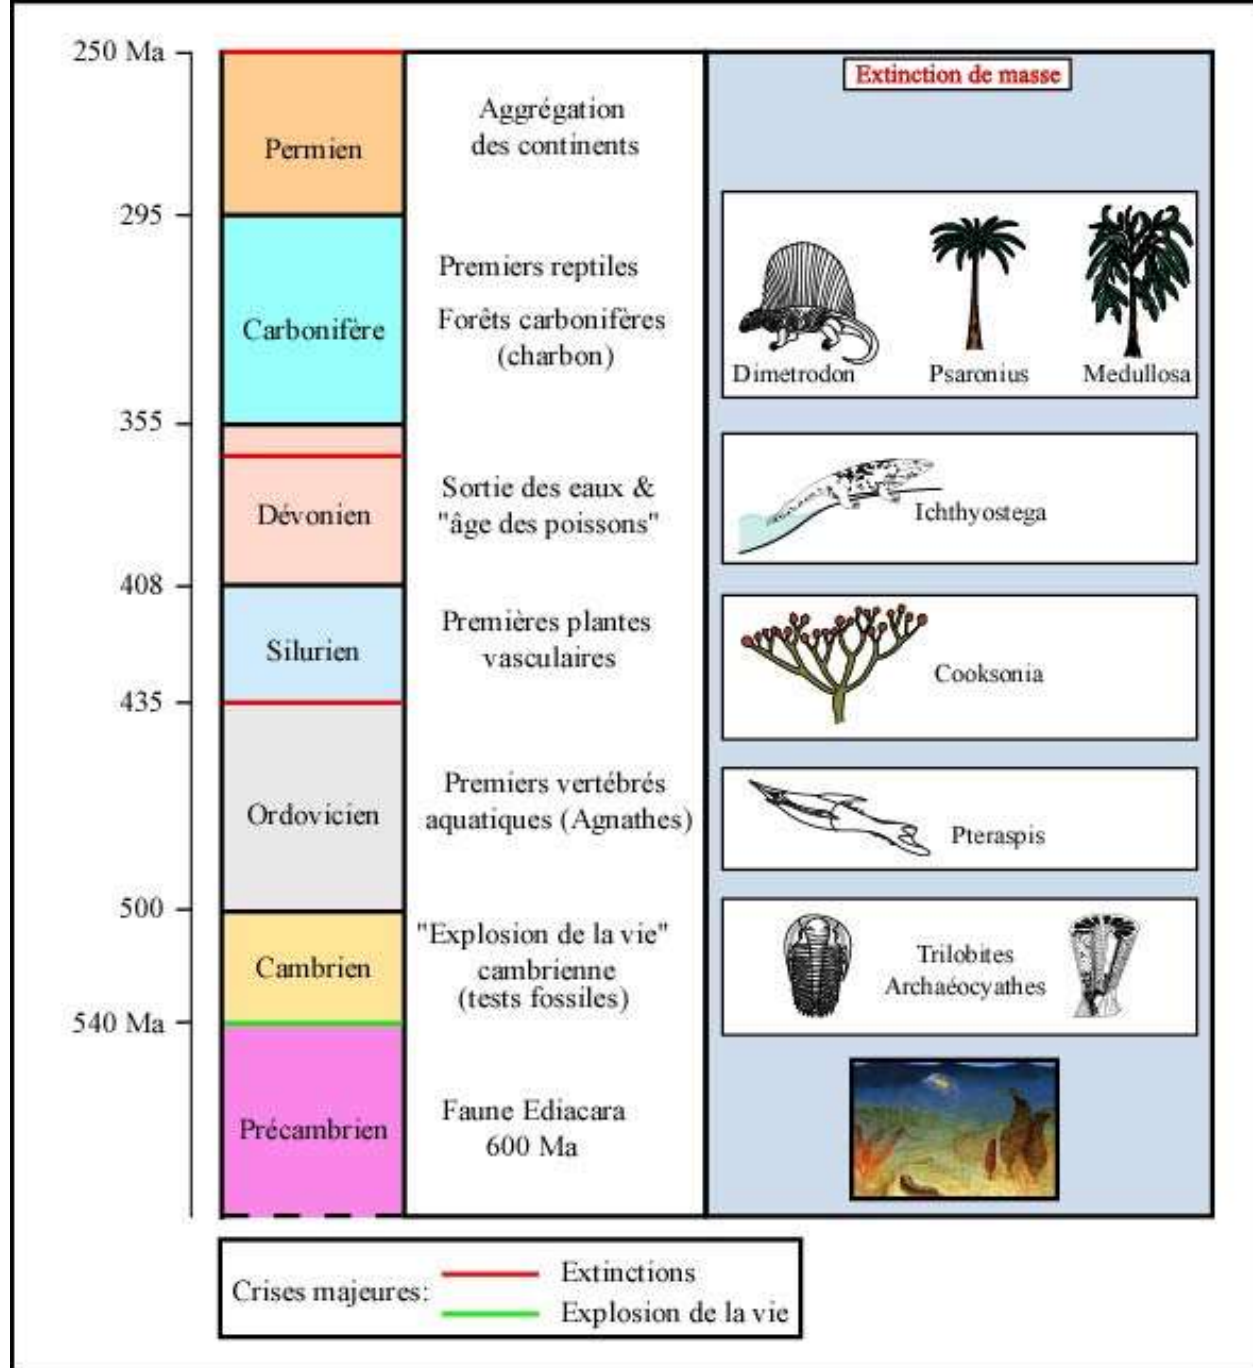 250 Ma
Extinction de masse
Aggrégation
des continents
Permien
295
Premiers reptiles
Forêts carbonifères
(charbon)
Carbonifère
Dimetrodon
Psaronius
Medullosa
355
Sortie des eaux &
"âge des poissons"
Dévonien
Ichthyostega
408
Premières plantes
vasculaires
Silurien
Cooksonia
435
Premiers vertébrés
aquatiques (Agnathes)
Ordovicien
Pteraspis
500
"Explosion de la vie"
cambrienne
(tests fossiles)
Cambrien
Trilobites
Archaéocyathes
540 Ma
Faune Ediacara
600 Ma
Précambrien
Crises majeures:
Extinctions
Explosion de la vie